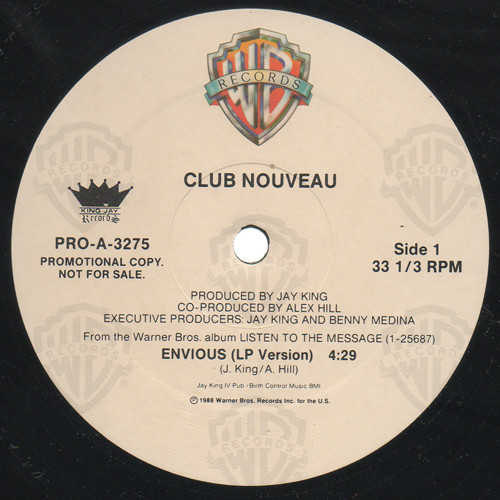 WB
RECORDS
CLUB NOUVEAU
KING JAY
Records
PRO-A-3275
PROMOTIONAL COPY.
NOT FOR SALE.
Side 1
33 1/3 RPM
PRODUCED BY JAY KING
CO-PRODUCED BY ALEX HILL
EXECUTIVE PRODUCERS: JAY KING AND BENNY MEDINA
From the Warner Bros. album LISTEN TO THE MESSAGE (1-25687)
ENVIOUS (LP Version) 4:29
(J. King/A. Hill)
Jay King IV Pub./Birth Control Music BMI
℗ 1988 Warner Bros. Records Inc. for the U.S.